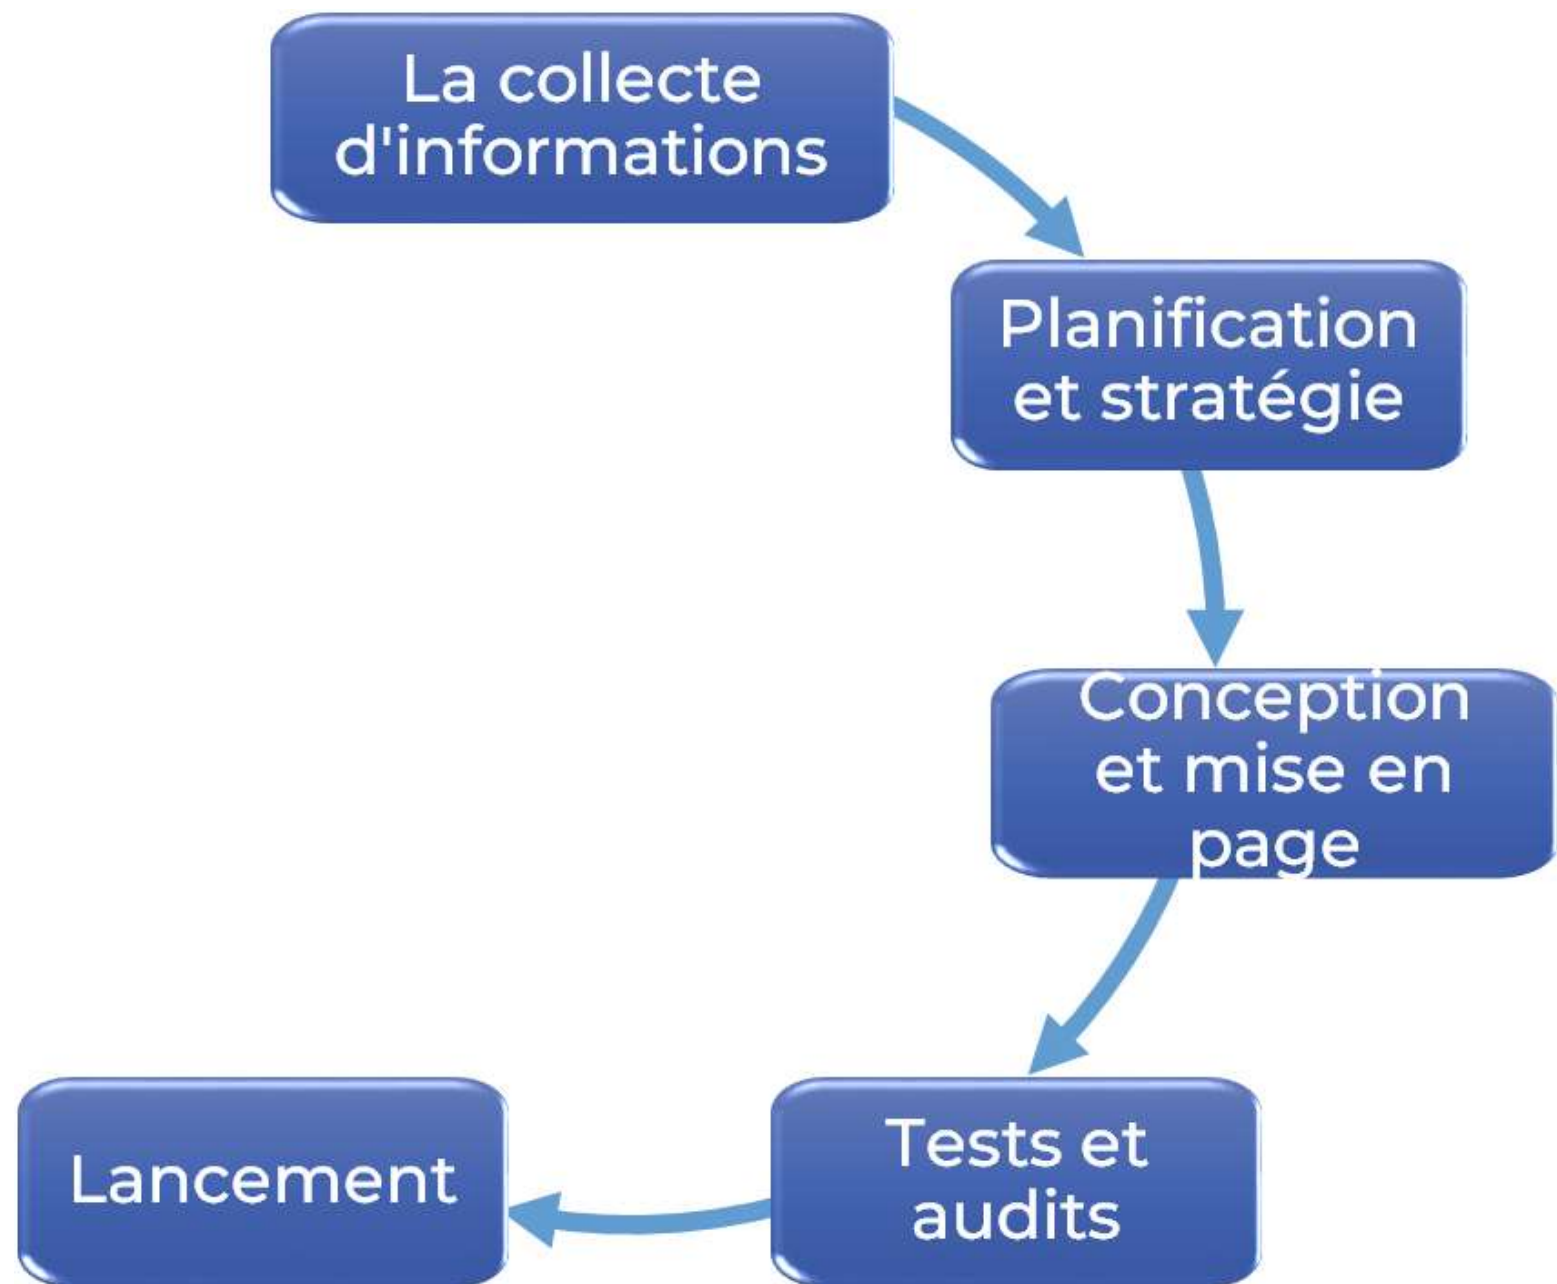 La collecte
d'informations
Planification
et stratégie
Conception
et mise en
page
Tests et
audits
Lancement